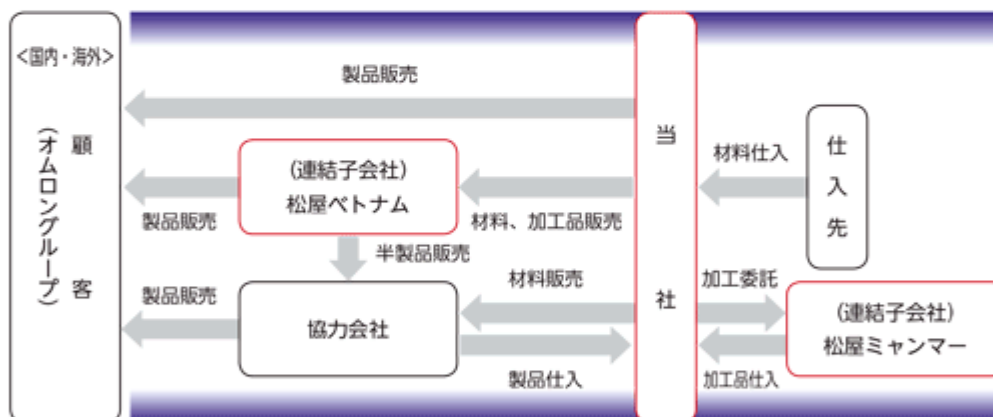 <国内・海外>
顧客
(オムロングループ)
製品販売
当社
仕入先
材料仕入
(連結子会社)
松屋ベトナム
製品販売
材料、加工品販売
半製品販売
製品販売
材料販売
加工委託
協力会社
(連結子会社)
松屋ミャンマー
製品仕入
加工品仕入